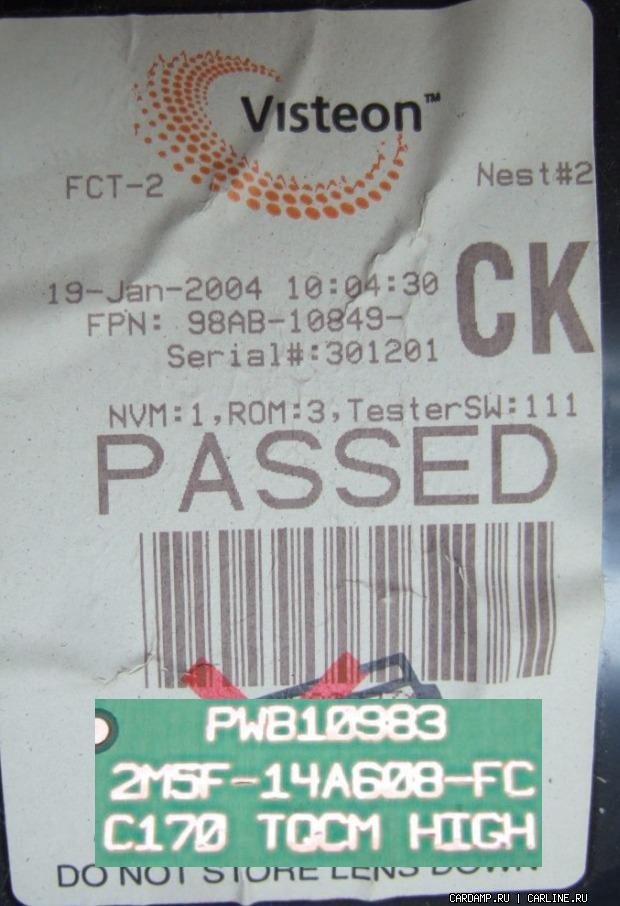 Visteon™
FCT-2 Nest#2
19-Jan-2004 10:04:30 CK
FPN: 98AB-10849-
Serial#:301201
NVM:1,ROM:3,TesterSW:111
PASSED
PWB10983
2M5F-14A608-FC
C170 TQCM HIGH
DO NOT STORE LENS DOWN
CARDAMP.RU | CARLINE.RU